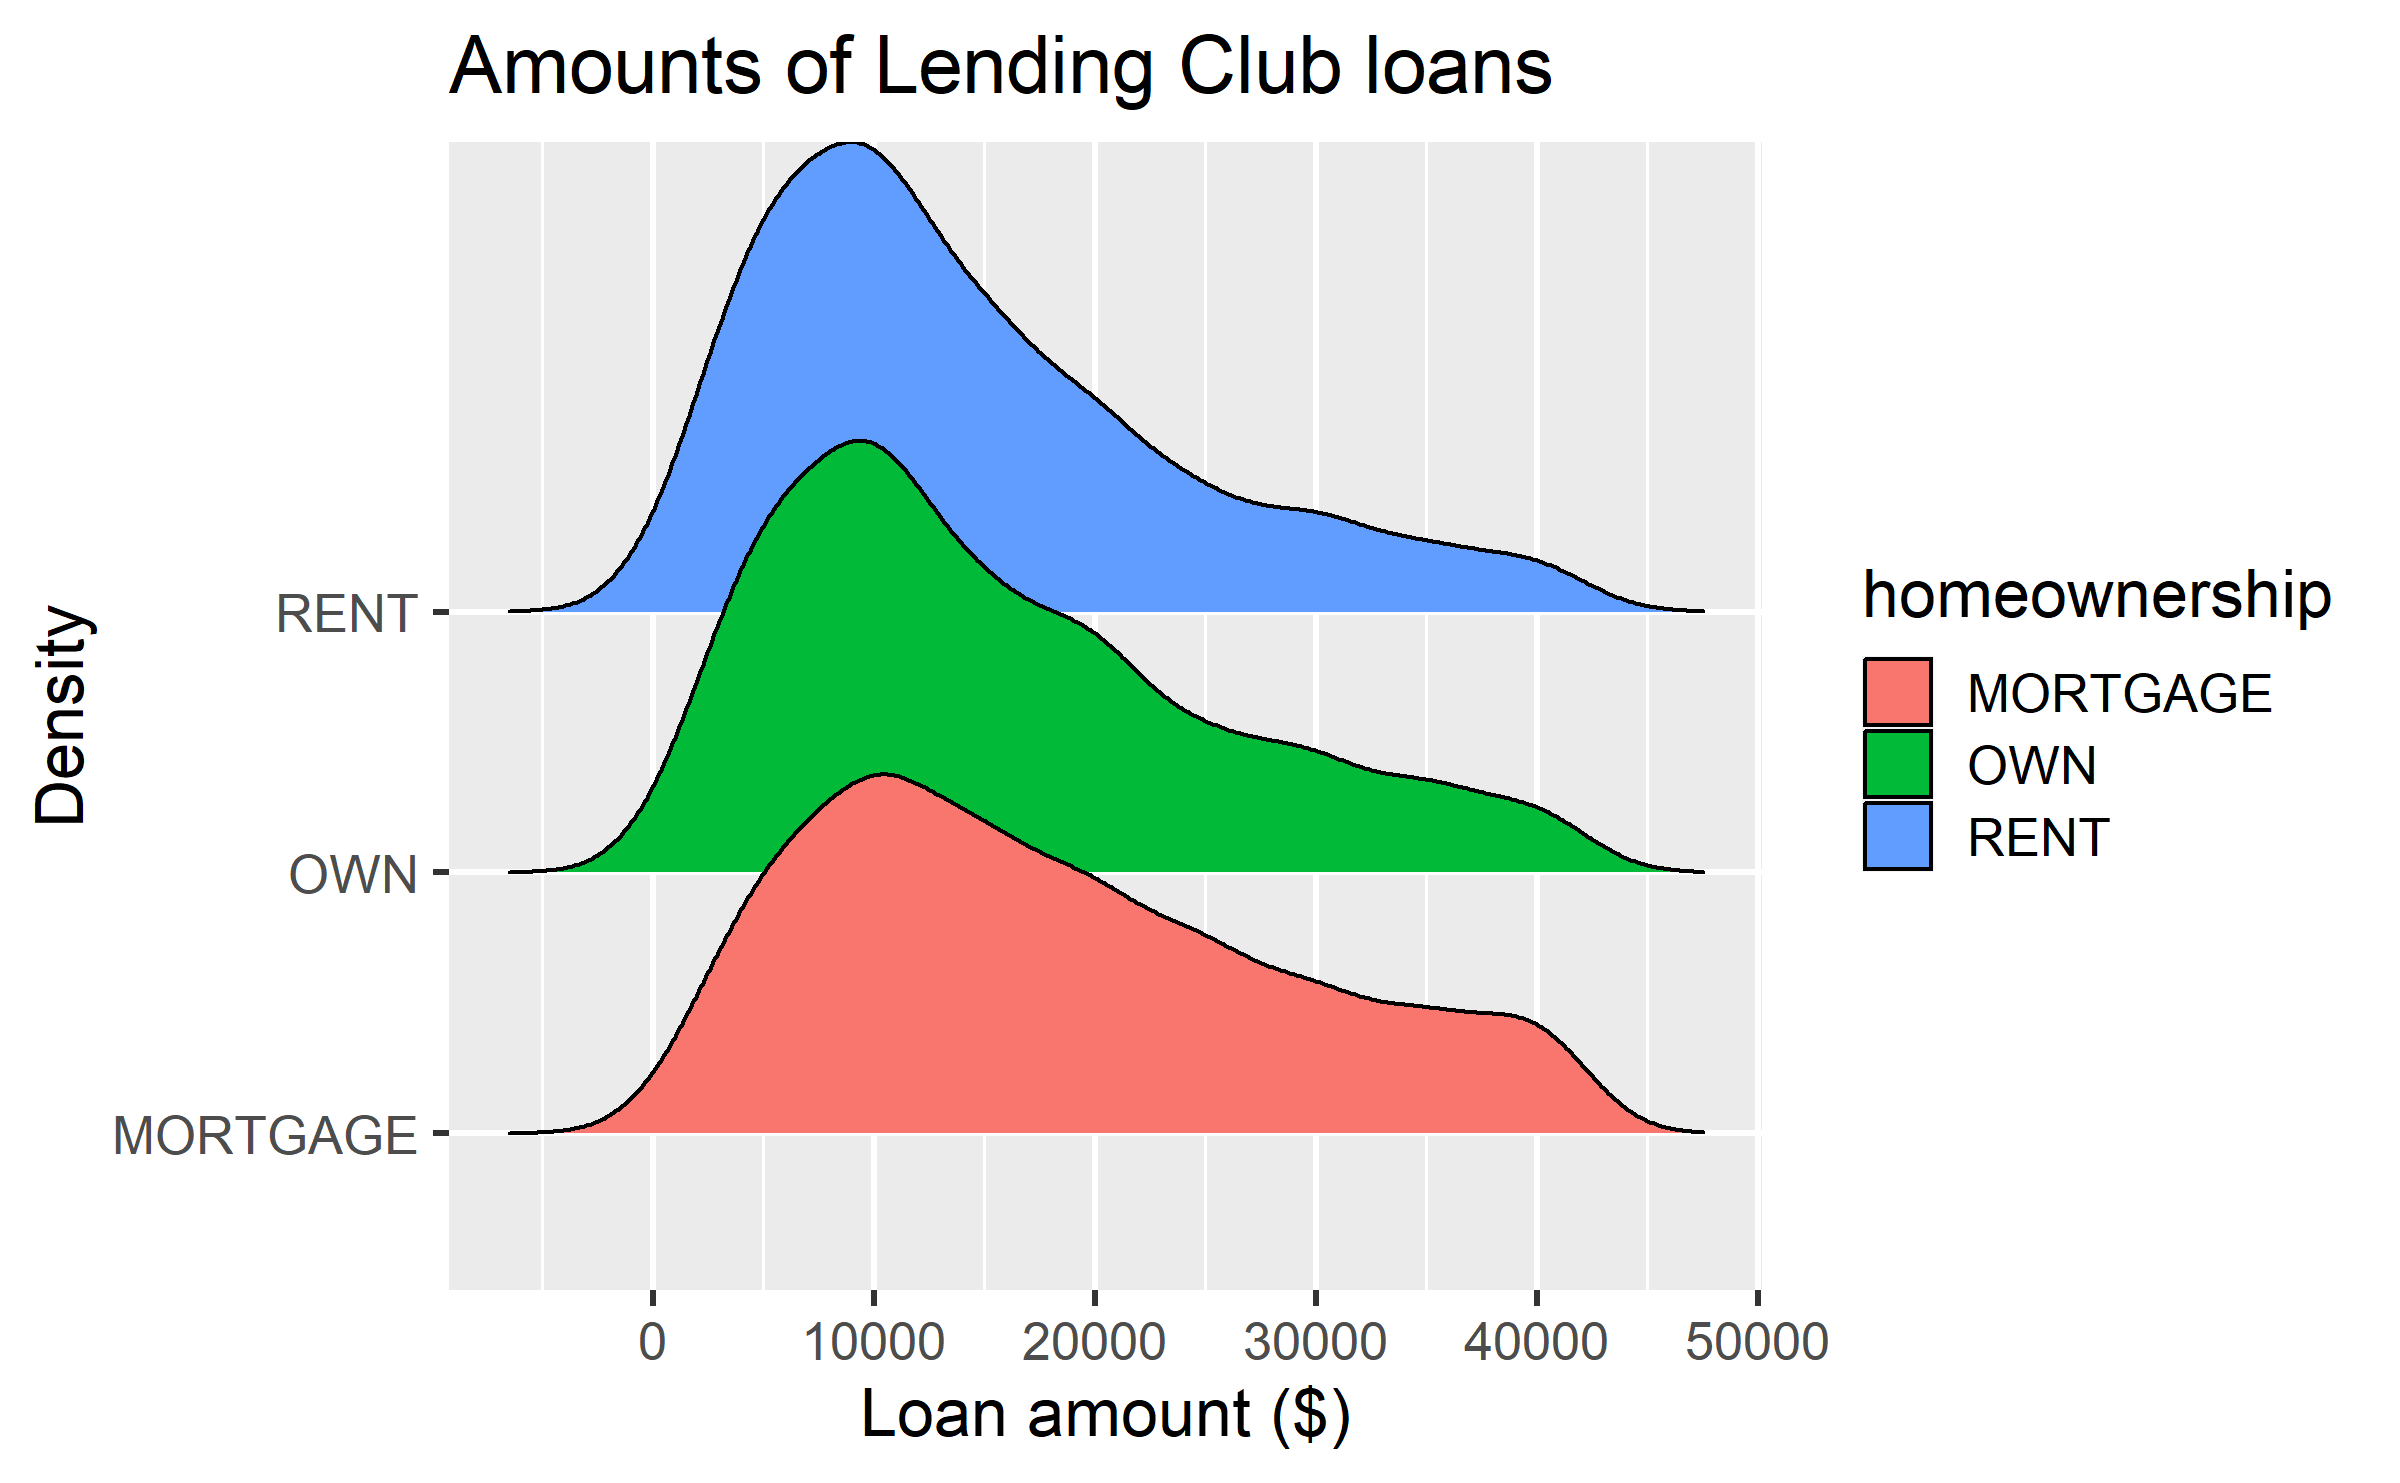 Amounts of Lending Club loans
Density
RENT
OWN
MORTGAGE
0 10000 20000 30000 40000 50000
Loan amount ($)
homeownership
MORTGAGE
OWN
RENT